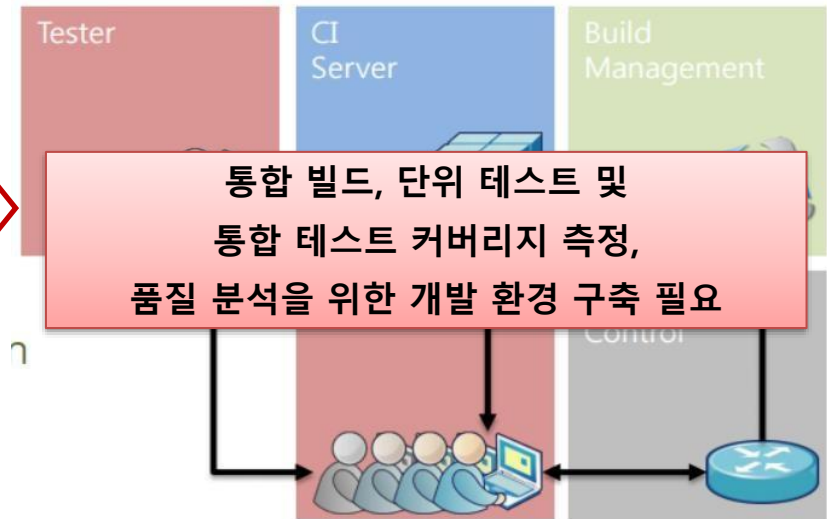 Tester
CI
Server
Build
Management
통합 빌드, 단위 테스트 및
통합 테스트 커버리지 측정,
품질 분석을 위한 개발 환경 구축 필요
Control
n